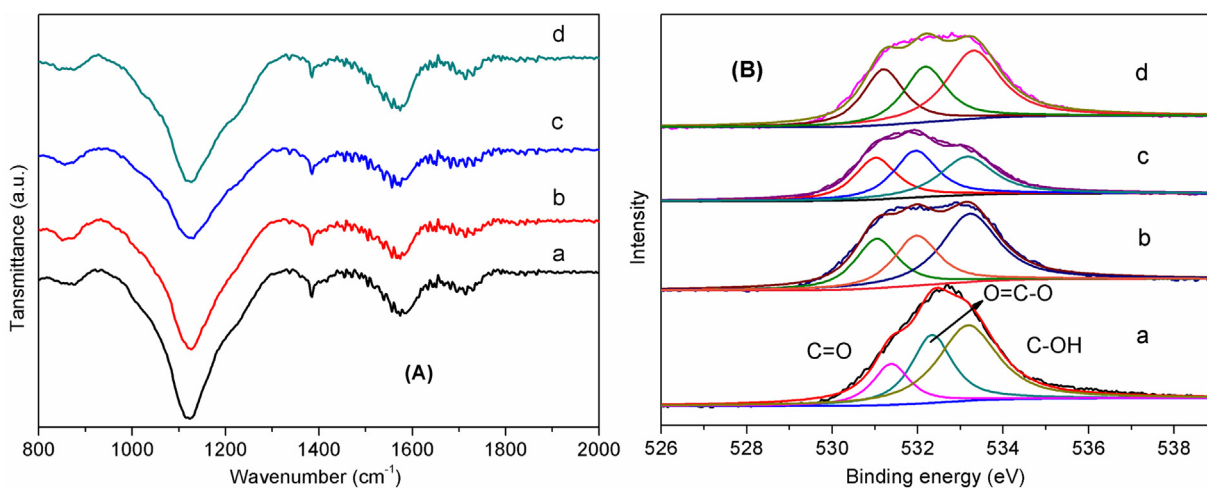 d
c
b
a
(A)
Tansmittance (a.u.)
800 1000 1200 1400 1600 1800 2000
Wavenumber (cm⁻¹)
(B)
d
c
b
O=C-O
C=O
C-OH
a
Intensity
526 528 530 532 534 536 538
Binding energy (eV)